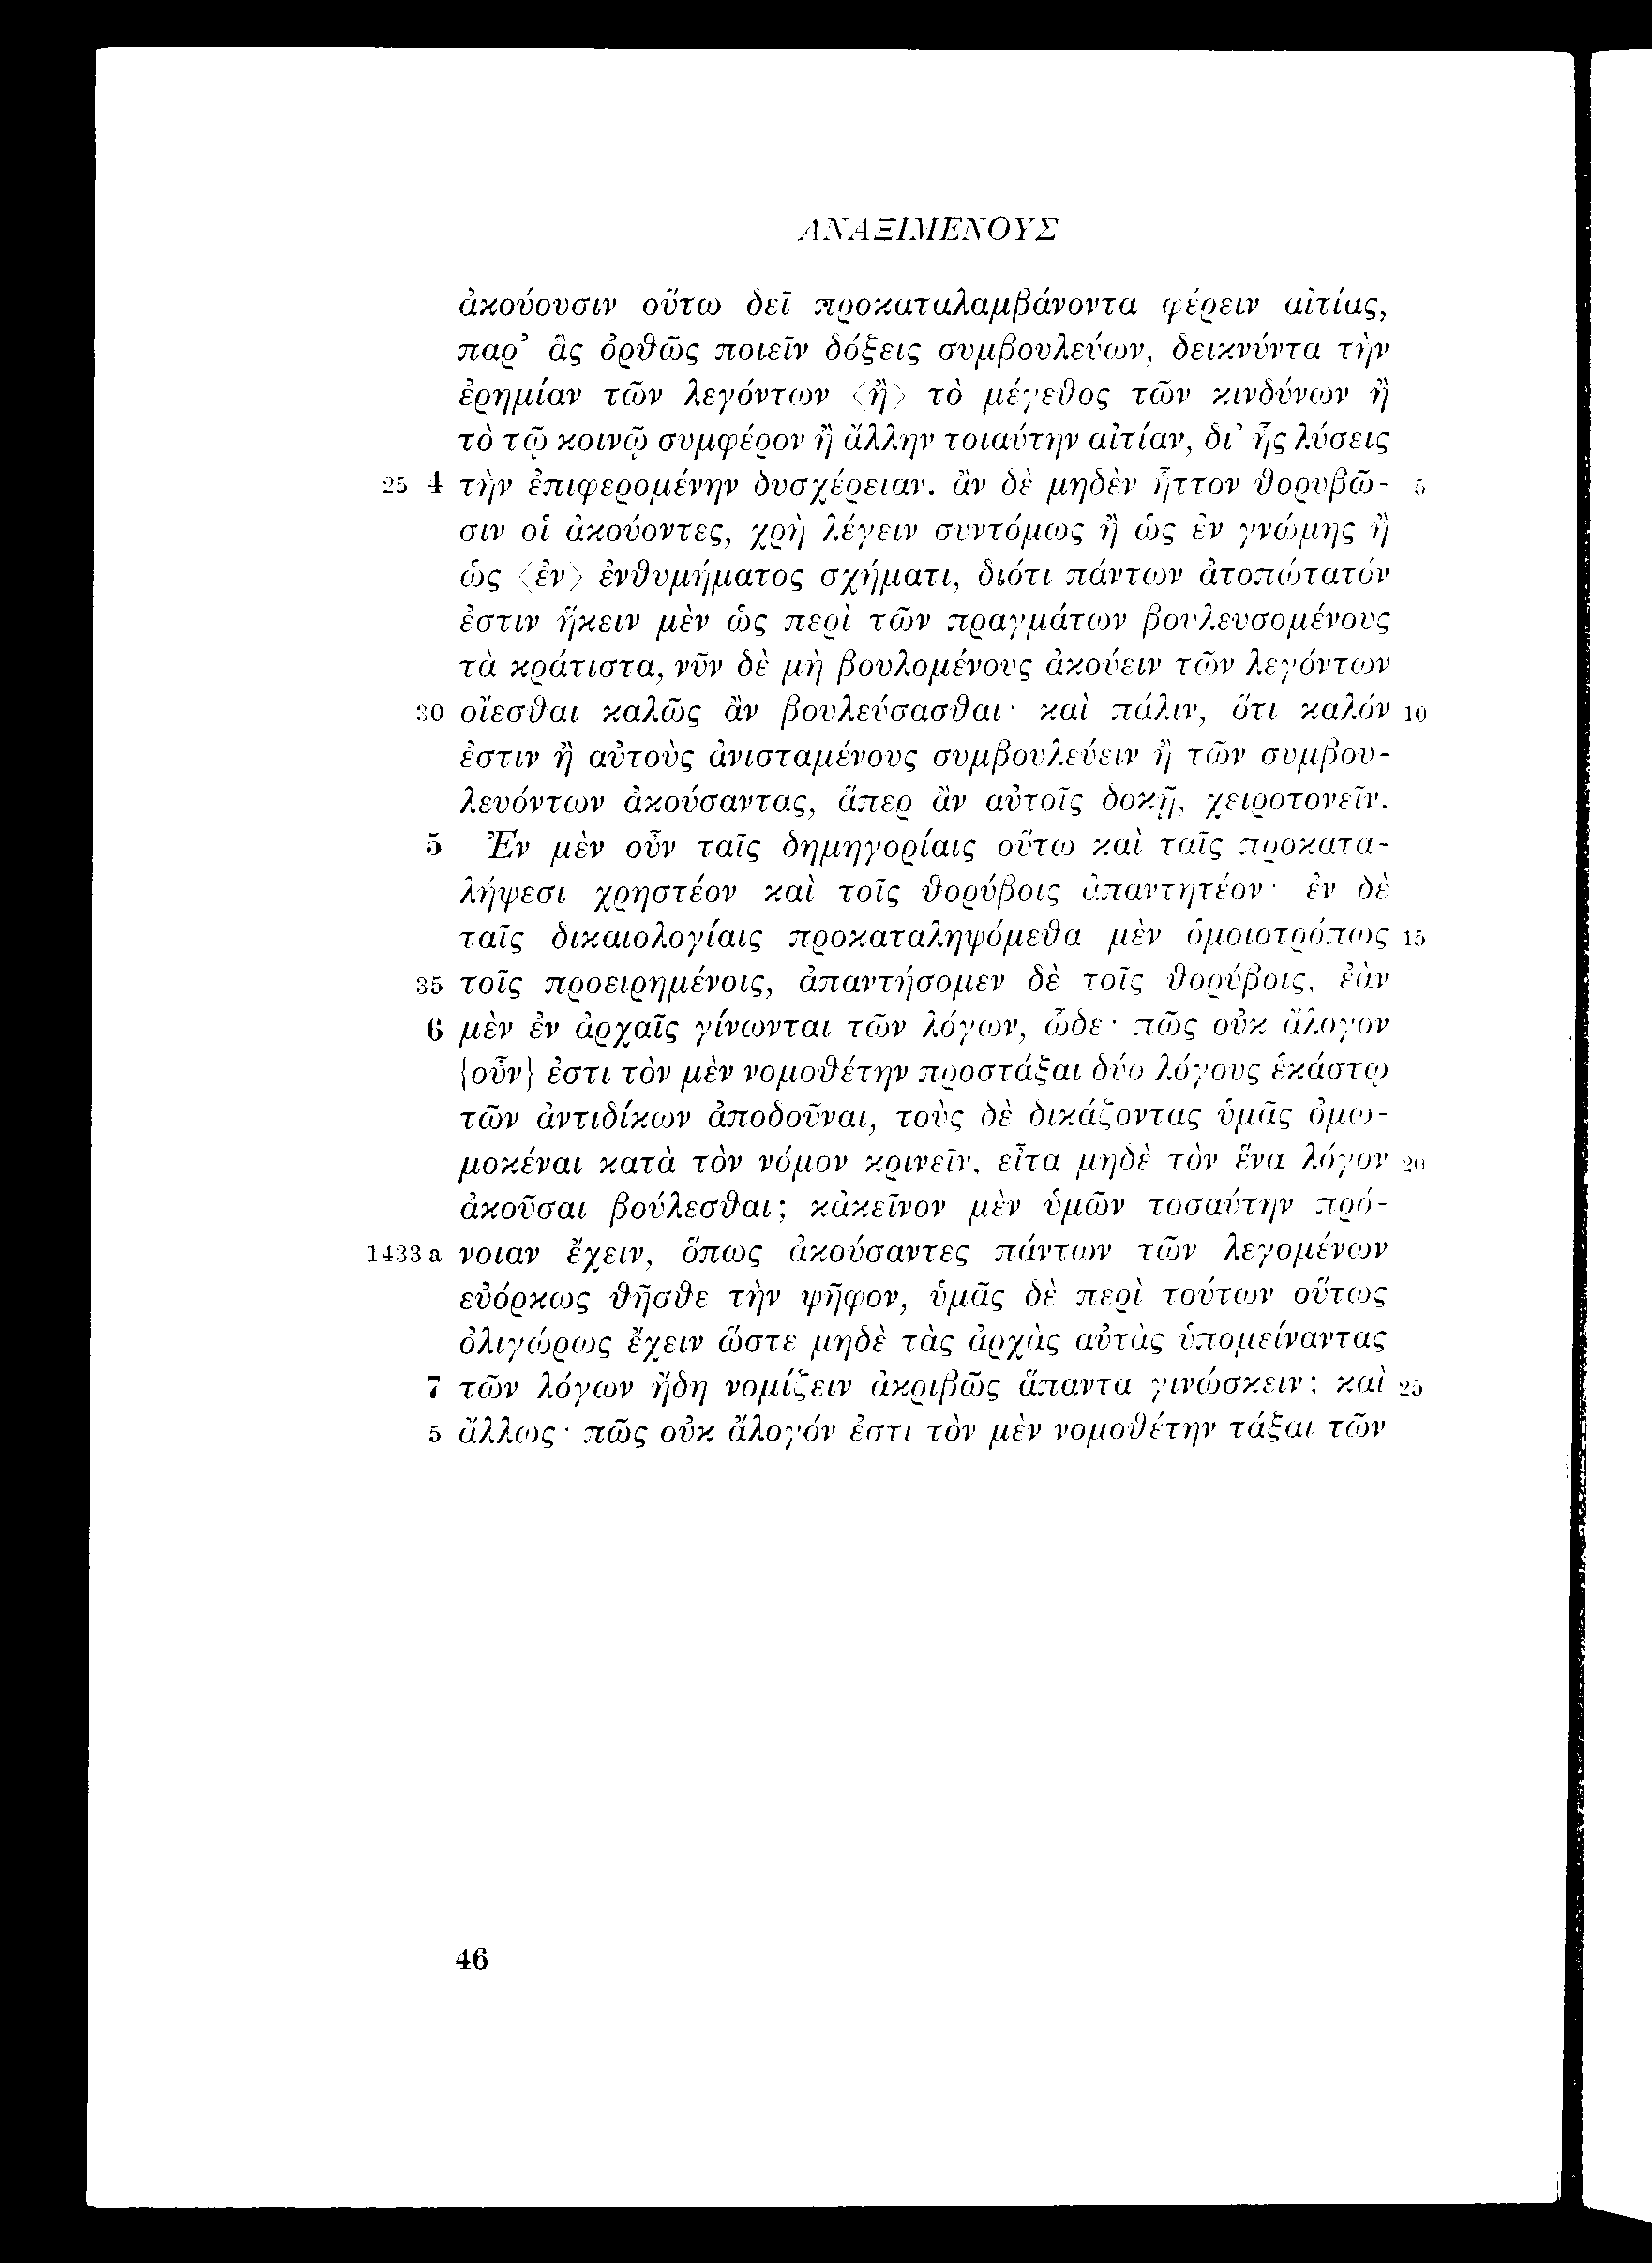 ΑΝΑΞΙΜΕΝΟΥΣ
ἀκούουσιν οὕτω δεῖ προκαταλαμβάνοντα φέρειν αἰτίας,
παρ’ ἃς ὀρθῶς ποιεῖν δόξεις συμβουλεύων, δεικνύντα τὴν
ἐρημίαν τῶν λεγόντων ⟨ἢ⟩ τὸ μέγεθος τῶν κινδύνων ἢ
τὸ τῷ κοινῷ συμφέρον ἢ ἄλλην τοιαύτην αἰτίαν, δι’ ἧς λύσεις
25 4 τὴν ἐπιφερομένην δυσχέρειαν. ἂν δὲ μηδὲν ἧττον θορυβῶ- 5
σιν οἱ ἀκούοντες, χρὴ λέγειν συντόμως ἢ ὡς ἐν γνώμης ἢ
ὡς ⟨ἐν⟩ ἐνθυμήματος σχήματι, διότι πάντων ἀτοπώτατόν
ἐστιν ἥκειν μὲν ὡς περὶ τῶν πραγμάτων βουλευσομένους
τὰ κράτιστα, νῦν δὲ μὴ βουλομένους ἀκούειν τῶν λεγόντων
30 οἴεσθαι καλῶς ἂν βουλεύσασθαι· καὶ πάλιν, ὅτι καλόν 10
ἐστιν ἢ αὐτοὺς ἀνισταμένους συμβουλεύειν ἢ τῶν συμβου-
λευόντων ἀκούσαντας, ἅπερ ἂν αὐτοῖς δοκῇ, χειροτονεῖν.
5 Ἐν μὲν οὖν ταῖς δημηγορίαις οὕτω καὶ ταῖς προκατα-
λήψεσι χρηστέον καὶ τοῖς θορύβοις ἀπαντητέον· ἐν δὲ
ταῖς δικαιολογίαις προκαταληψόμεθα μὲν ὁμοιοτρόπως 15
35 τοῖς προειρημένοις, ἀπαντήσομεν δὲ τοῖς θορύβοις, ἐὰν
6 μὲν ἐν ἀρχαῖς γίνωνται τῶν λόγων, ὧδε· πῶς οὐκ ἄλογον
{οὖν} ἐστι τὸν μὲν νομοθέτην προστάξαι δύο λόγους ἑκάστῳ
τῶν ἀντιδίκων ἀποδοῦναι, τοὺς δὲ δικάζοντας ὑμᾶς ὀμω-
μοκέναι κατὰ τὸν νόμον κρινεῖν, εἶτα μηδὲ τὸν ἕνα λόγον 20
ἀκοῦσαι βούλεσθαι; κἀκεῖνον μὲν ὑμῶν τοσαύτην πρό-
1433 a νοιαν ἔχειν, ὅπως ἀκούσαντες πάντων τῶν λεγομένων
εὐόρκως θῆσθε τὴν ψῆφον, ὑμᾶς δὲ περὶ τούτων οὕτως
ὀλιγώρως ἔχειν ὥστε μηδὲ τὰς ἀρχὰς αὐτὰς ὑπομείναντας
7 τῶν λόγων ἤδη νομίζειν ἀκριβῶς ἅπαντα γινώσκειν; καὶ 25
5 ἄλλως· πῶς οὐκ ἄλογόν ἐστι τὸν μὲν νομοθέτην τάξαι τῶν
46